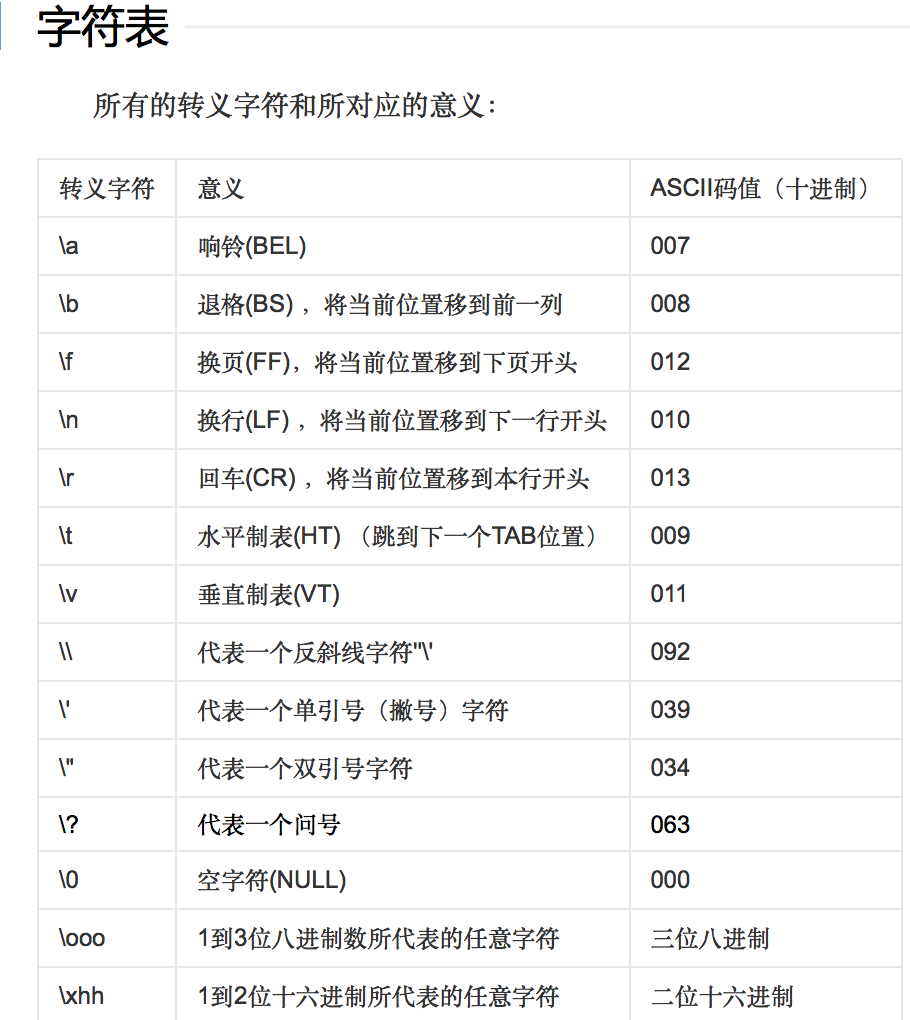 字符表
所有的转义字符和所对应的意义：
转义字符 意义 ASCII码值（十进制）
\a 响铃(BEL) 007
\b 退格(BS) ，将当前位置移到前一列 008
\f 换页(FF)，将当前位置移到下页开头 012
\n 换行(LF) ，将当前位置移到下一行开头 010
\r 回车(CR) ，将当前位置移到本行开头 013
\t 水平制表(HT) （跳到下一个TAB位置） 009
\v 垂直制表(VT) 011
\\ 代表一个反斜线字符''\' 092
\' 代表一个单引号（撇号）字符 039
\" 代表一个双引号字符 034
\? 代表一个问号 063
\0 空字符(NULL) 000
\ooo 1到3位八进制数所代表的任意字符 三位八进制
\xhh 1到2位十六进制所代表的任意字符 二位十六进制